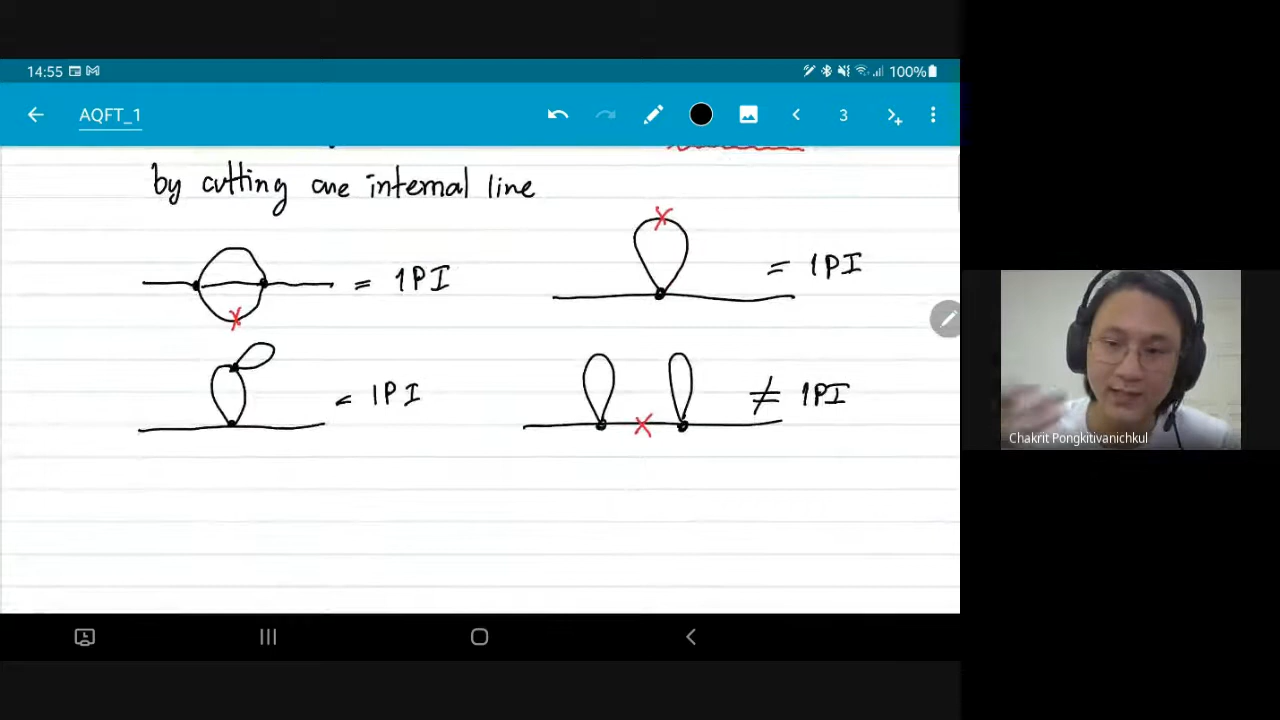 14:55 100%
AQFT_1 3
by cutting one internal line
= 1PI
= 1PI
= 1PI
≠ 1PI
Chakrit Pongkitivanichkul